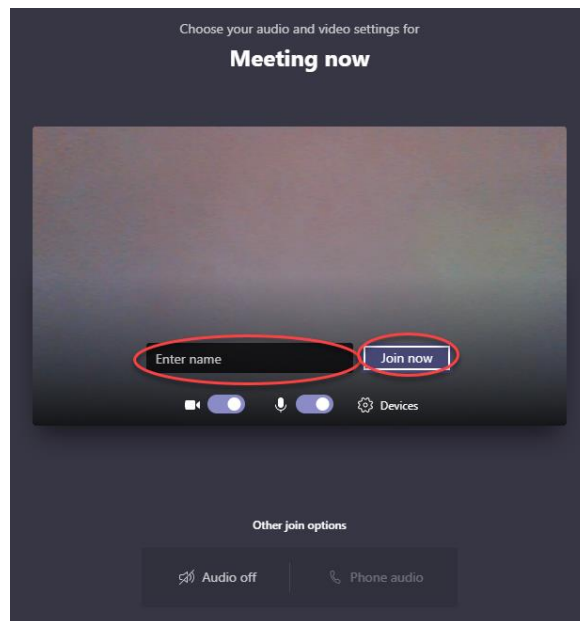 Choose your audio and video settings for
Meeting now
Enter name
Join now
Devices
Other join options
Audio off
Phone audio